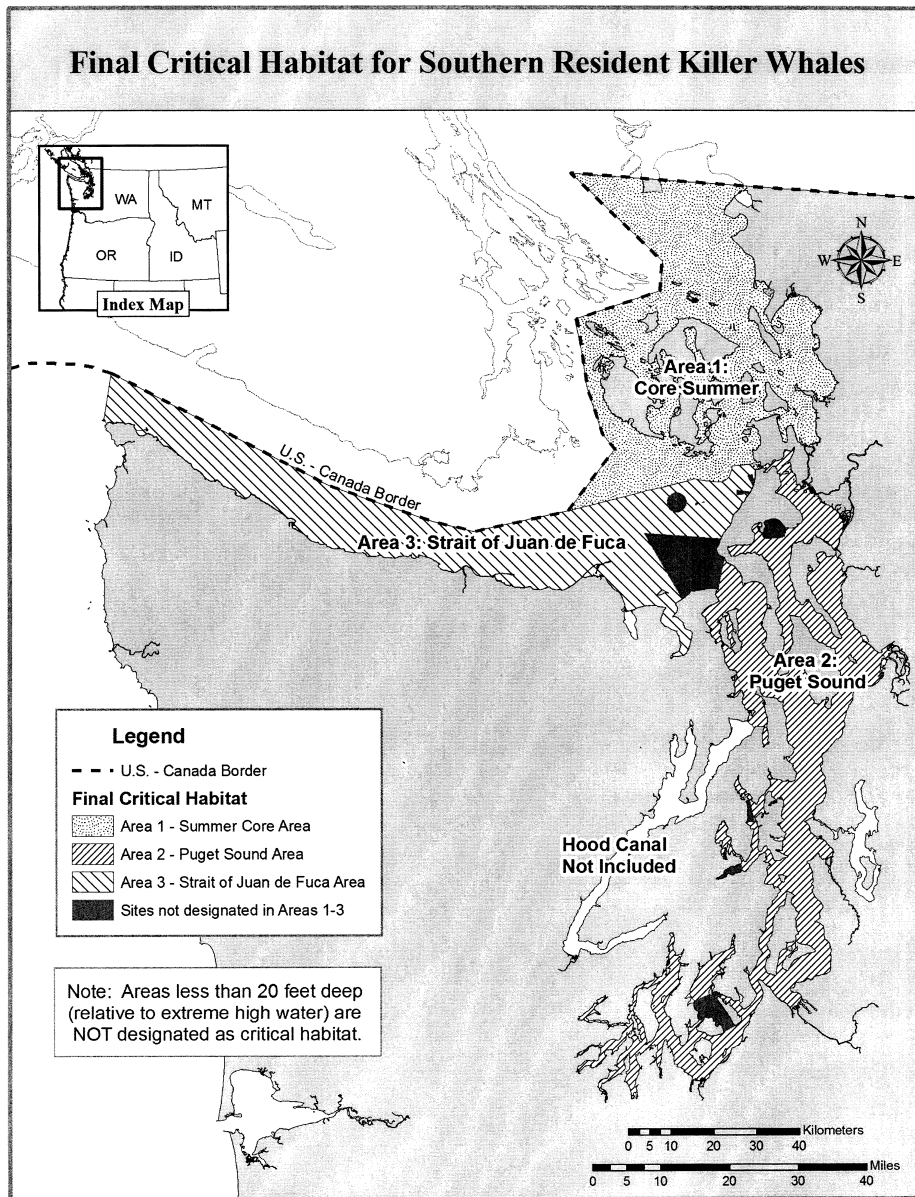 Final Critical Habitat for Southern Resident Killer Whales
WA
MT
OR
ID
Index Map
N
W
E
S
Area 1:
Core Summer
U.S. - Canada Border
Area 3: Strait of Juan de Fuca
Area 2:
Puget Sound
Hood Canal
Not Included
Legend
U.S. - Canada Border
Final Critical Habitat
Area 1 - Summer Core Area
Area 2 - Puget Sound Area
Area 3 - Strait of Juan de Fuca Area
Sites not designated in Areas 1-3
Note: Areas less than 20 feet deep
(relative to extreme high water) are
NOT designated as critical habitat.
Kilometers
0 5 10 20 30 40
Miles
0 5 10 20 30 40